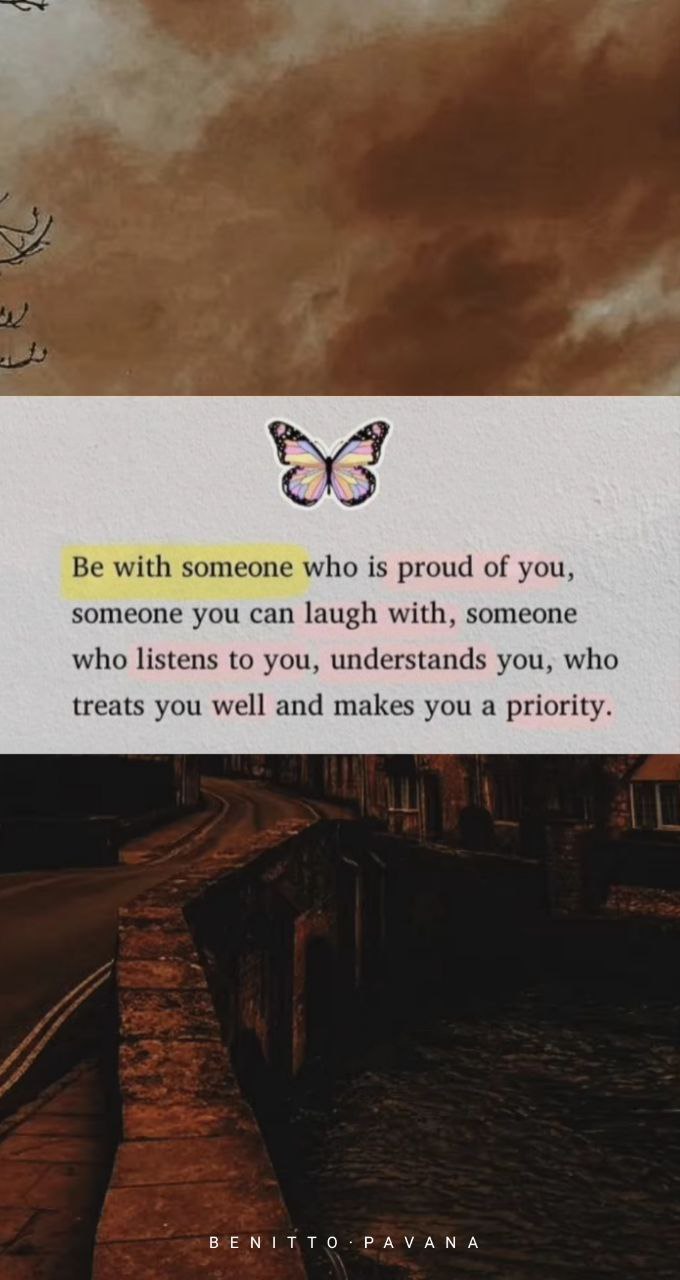 Be with someone who is proud of you,
someone you can laugh with, someone
who listens to you, understands you, who
treats you well and makes you a priority.
BENITTO·PAVANA